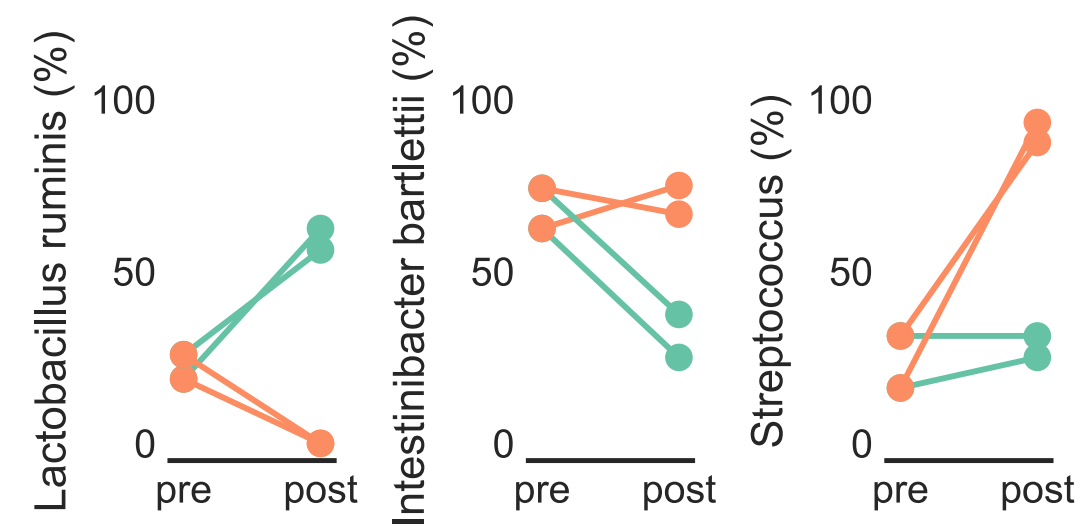 Lactobacillus ruminis (%)
100
50
0
pre post
Intestinibacter bartlettii (%)
100
50
0
pre post
Streptococcus (%)
100
50
0
pre post